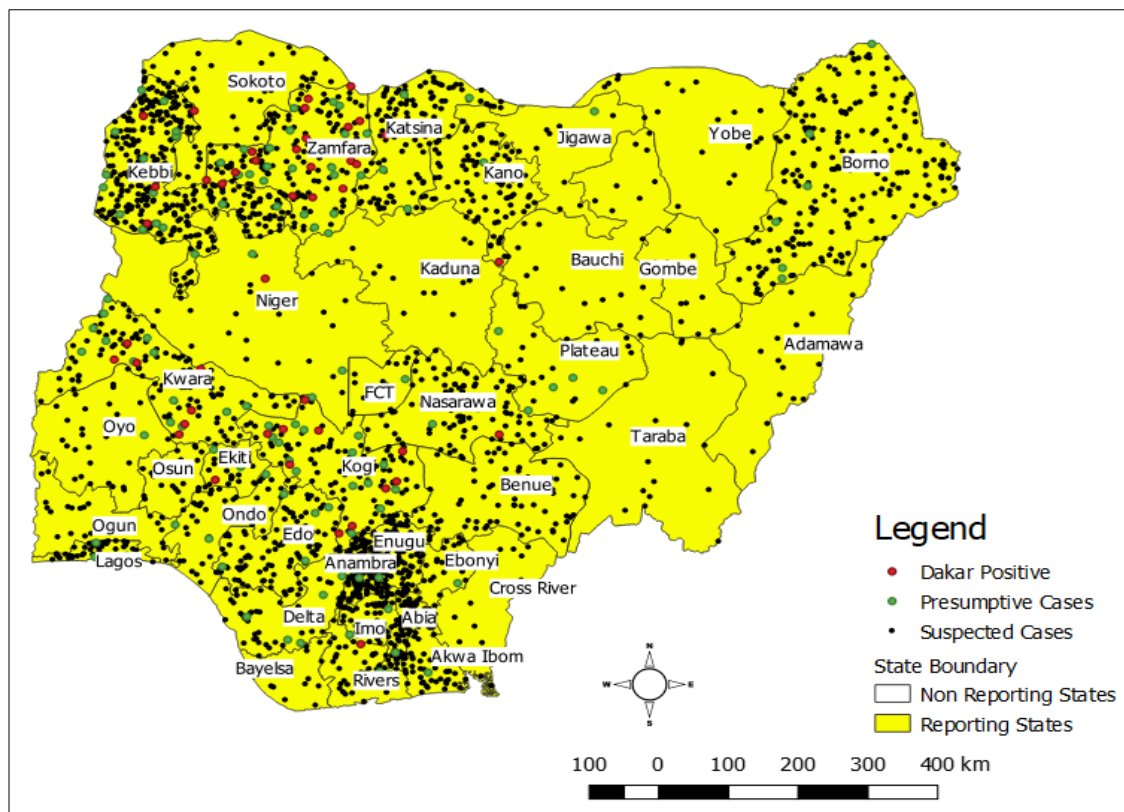 Sokoto
Katsina
Jigawa
Yobe
Zamfara
Borno
Kebbi
Kano
Kaduna
Bauchi
Gombe
Niger
Adamawa
Plateau
Kwara
FCT
Nasarawa
Oyo
Taraba
Osun
Ekiti
Kogi
Benue
Ogun
Ondo
Edo
Enugu
Lagos
Anambra
Ebonyi
Cross River
Delta
Imo
Abia
Bayelsa
Rivers
Akwa Ibom
Legend
Dakar Positive
Presumptive Cases
Suspected Cases
State Boundary
Non Reporting States
Reporting States
N
W E
S
100 0 100 200 300 400 km